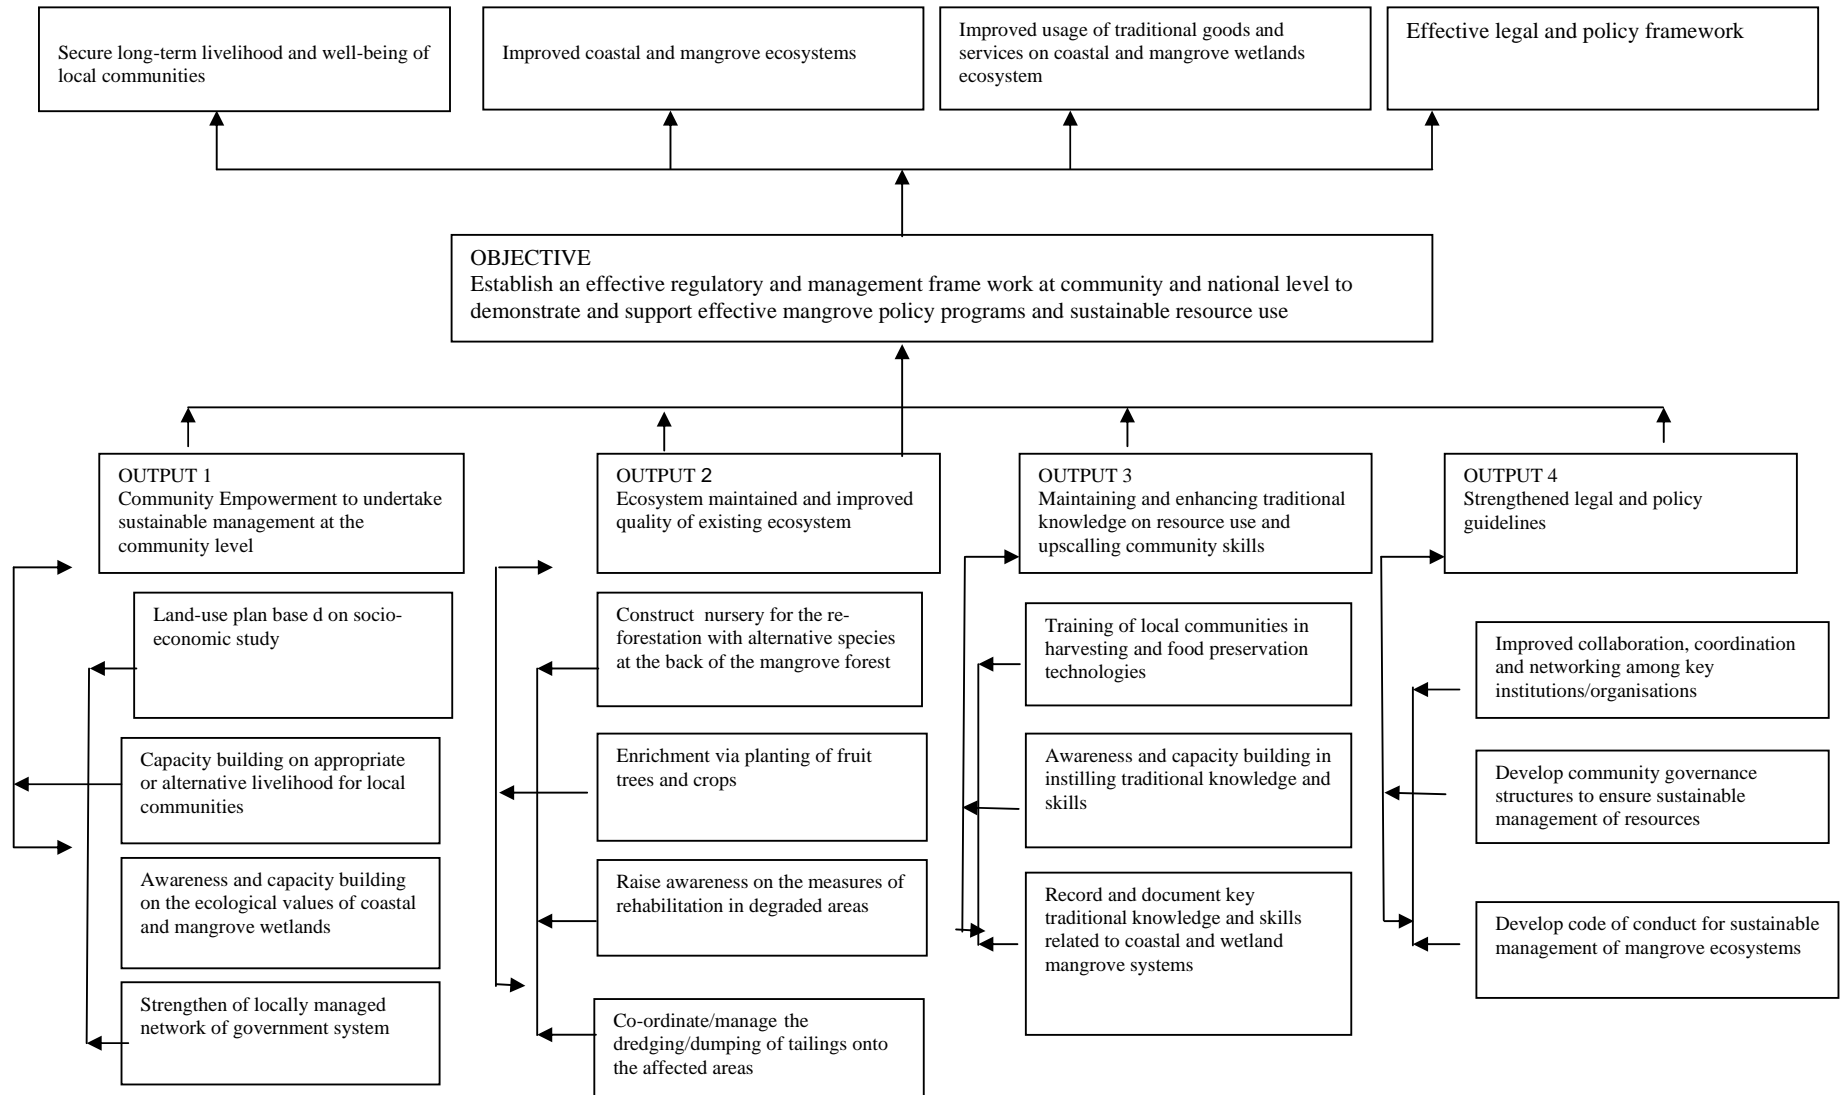 Secure long-term livelihood and well-being of
local communities
Improved coastal and mangrove ecosystems
Improved usage of traditional goods and
services on coastal and mangrove wetlands
ecosystem
Effective legal and policy framework
OBJECTIVE
Establish an effective regulatory and management frame work at community and national level to
demonstrate and support effective mangrove policy programs and sustainable resource use
OUTPUT 1
Community Empowerment to undertake
sustainable management at the
community level
Land-use plan base d on socio-
economic study
Capacity building on appropriate
or alternative livelihood for local
communities
Awareness and capacity building
on the ecological values of coastal
and mangrove wetlands
Strengthen of locally managed
network of government system
OUTPUT 2
Ecosystem maintained and improved
quality of existing ecosystem
Construct nursery for the re-
forestation with alternative species
at the back of the mangrove forest
Enrichment via planting of fruit
trees and crops
Raise awareness on the measures of
rehabilitation in degraded areas
Co-ordinate/manage the
dredging/dumping of tailings onto
the affected areas
OUTPUT 3
Maintaining and enhancing traditional
knowledge on resource use and
upscalling community skills
Training of local communities in
harvesting and food preservation
technologies
Awareness and capacity building in
instilling traditional knowledge and
skills
Record and document key
traditional knowledge and skills
related to coastal and wetland
mangrove systems
OUTPUT 4
Strengthened legal and policy
guidelines
Improved collaboration, coordination
and networking among key
institutions/organisations
Develop community governance
structures to ensure sustainable
management of resources
Develop code of conduct for sustainable
management of mangrove ecosystems